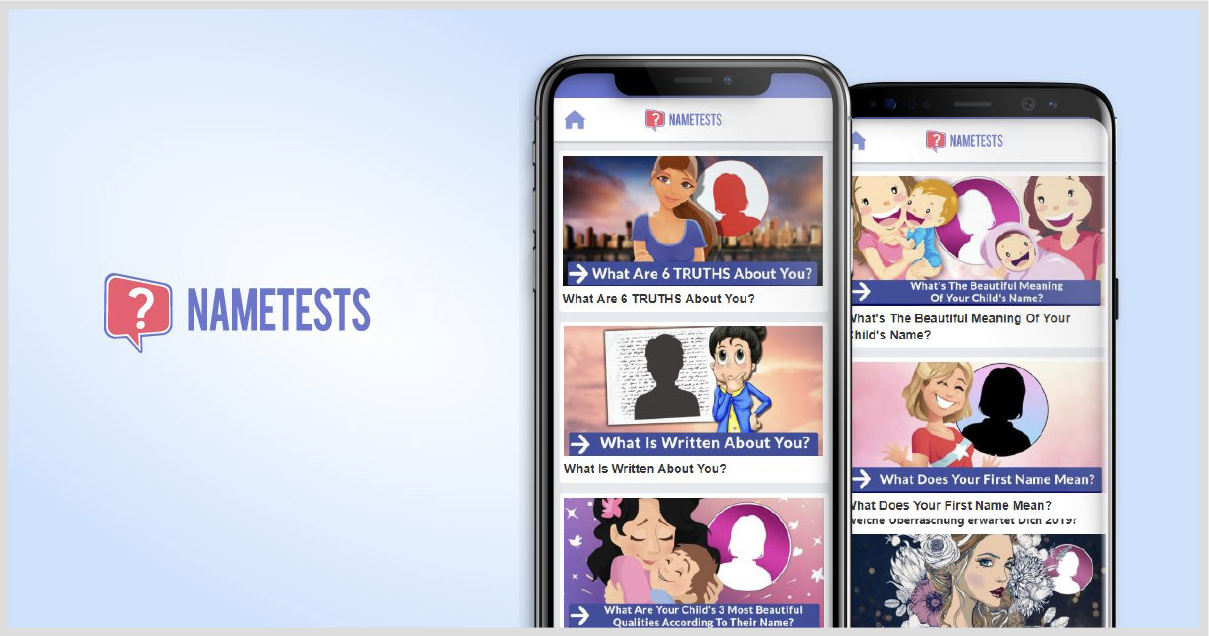 NAMETESTS
NAMETESTS
What Are 6 TRUTHS About You?
What Are 6 TRUTHS About You?
What Is Written About You?
What Is Written About You?
What Are Your Child's 3 Most Beautiful
Qualities According To Their Name?
NAMETESTS
What's The Beautiful Meaning
Of Your Child's Name?
What's The Beautiful Meaning Of Your
Child's Name?
What Does Your First Name Mean?
What Does Your First Name Mean?
Welche Überraschung erwartet Dich 2019?